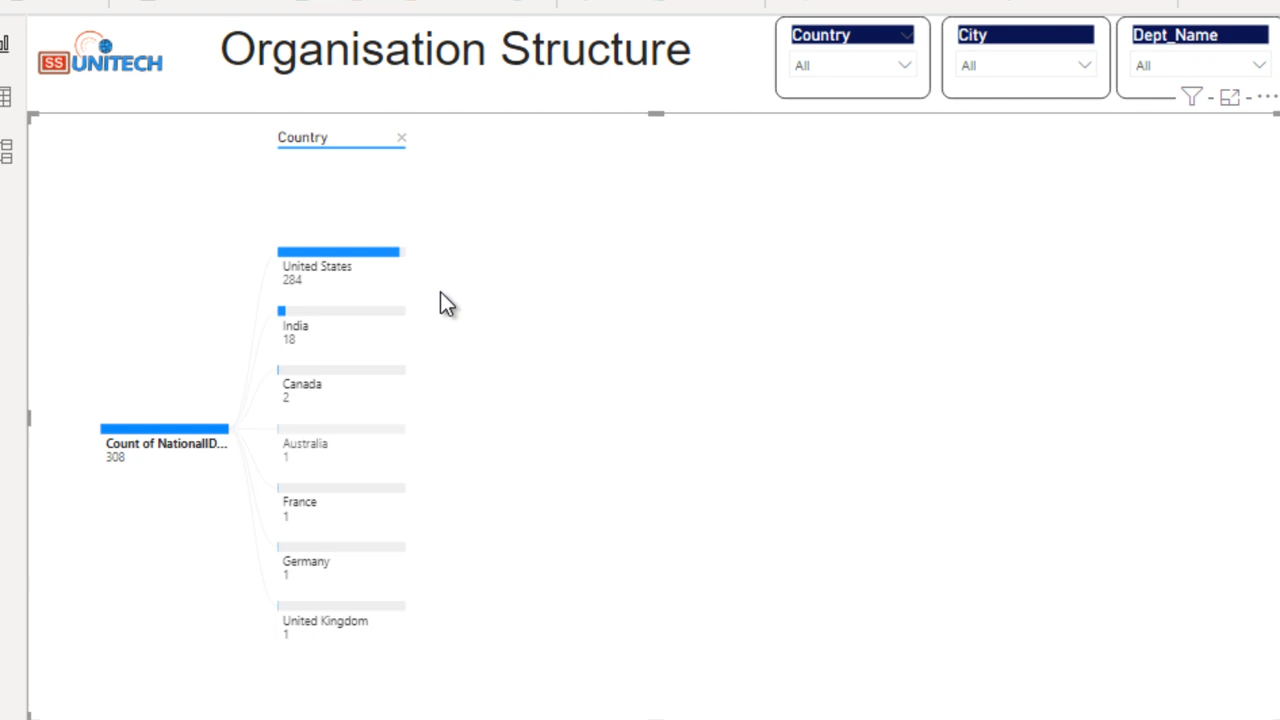 SS UNITECH
Organisation Structure
Country
All
City
All
Dept_Name
All
Country
United States
284
India
18
Canada
2
Count of NationalID...
308
Australia
1
France
1
Germany
1
United Kingdom
1